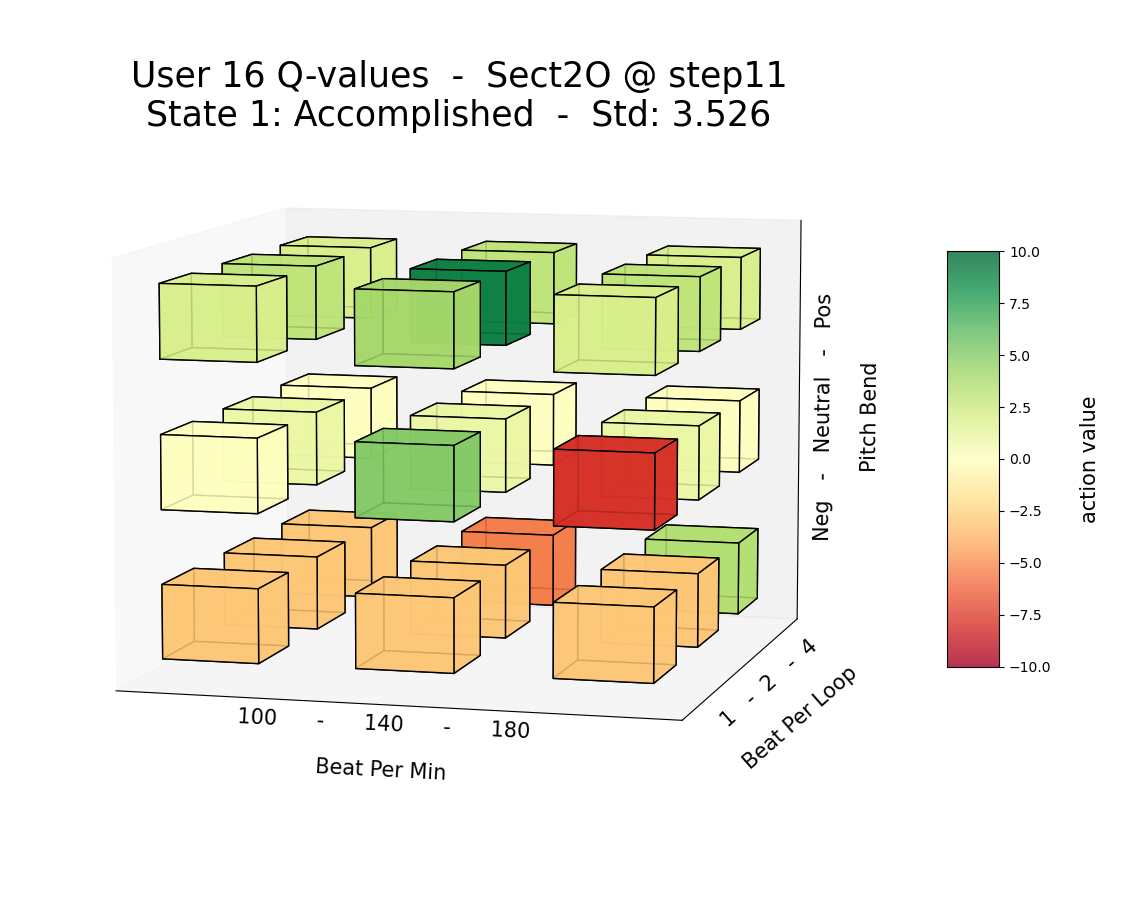 User 16 Q-values  -  Sect2O @ step11
State 1: Accomplished  -  Std: 3.526
Neg   -   Neutral   -   Pos
Pitch Bend
100   -   140   -   180
Beat Per Min
1  -  2  -  4
Beat Per Loop
10.0
7.5
5.0
2.5
0.0
−2.5
−5.0
−7.5
−10.0
action value